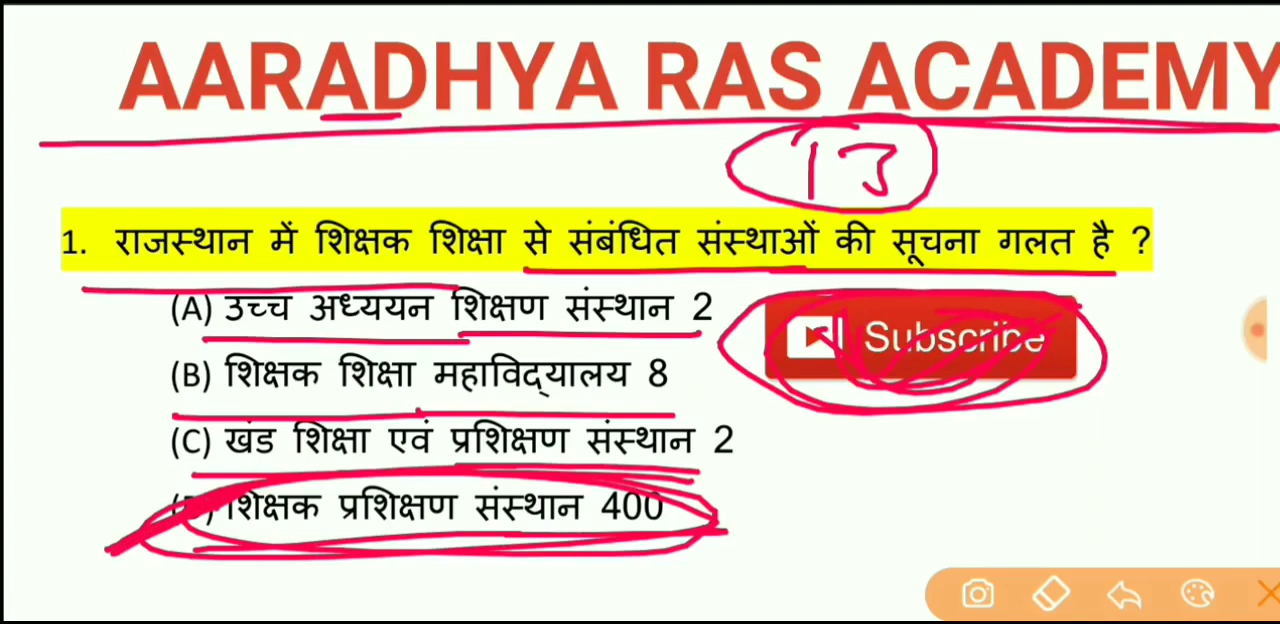 AARADHYA RAS ACADEMY
13
1. राजस्थान में शिक्षक शिक्षा से संबंधित संस्थाओं की सूचना गलत है ?
(A) उच्च अध्ययन शिक्षण संस्थान 2
Subscribe
(B) शिक्षक शिक्षा महाविद्यालय 8
(C) खंड शिक्षा एवं प्रशिक्षण संस्थान 2
(D) शिक्षक प्रशिक्षण संस्थान 400